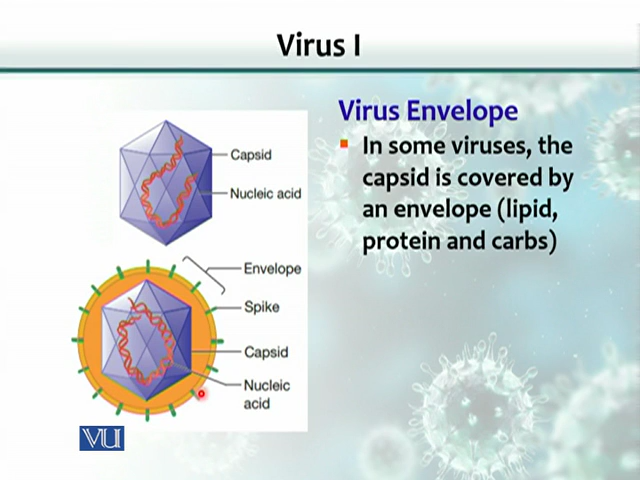 Virus I
Virus Envelope
In some viruses, the
capsid is covered by
an envelope (lipid,
protein and carbs)
Capsid
Nucleic acid
Envelope
Spike
Capsid
Nucleic
acid
VU